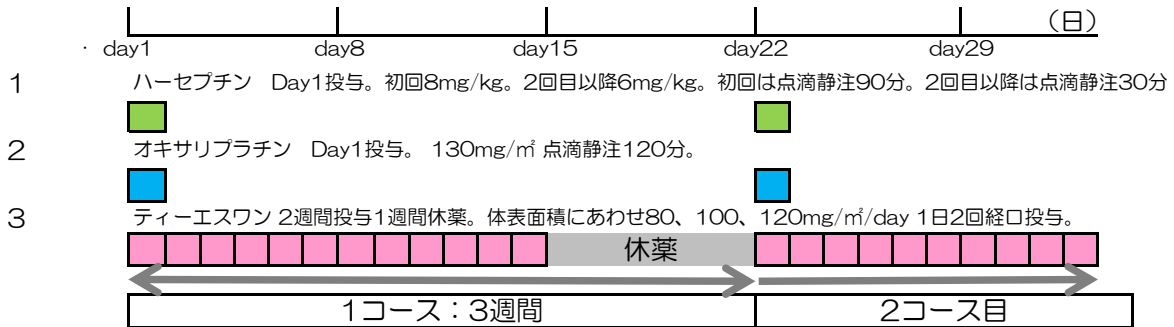 （日）
· day1 day8 day15 day22 day29
1 ハーセプチン　Day1投与。初回8mg/kg。2回目以降6mg/kg。初回は点滴静注90分。2回目以降は点滴静注30分
2 オキサリプラチン　Day1投与。 130mg/㎡ 点滴静注120分。
3 ティーエスワン 2週間投与1週間休薬。体表面積にあわせ80、100、120mg/㎡/day 1日2回経口投与。
休薬
1コース：3週間 2コース目